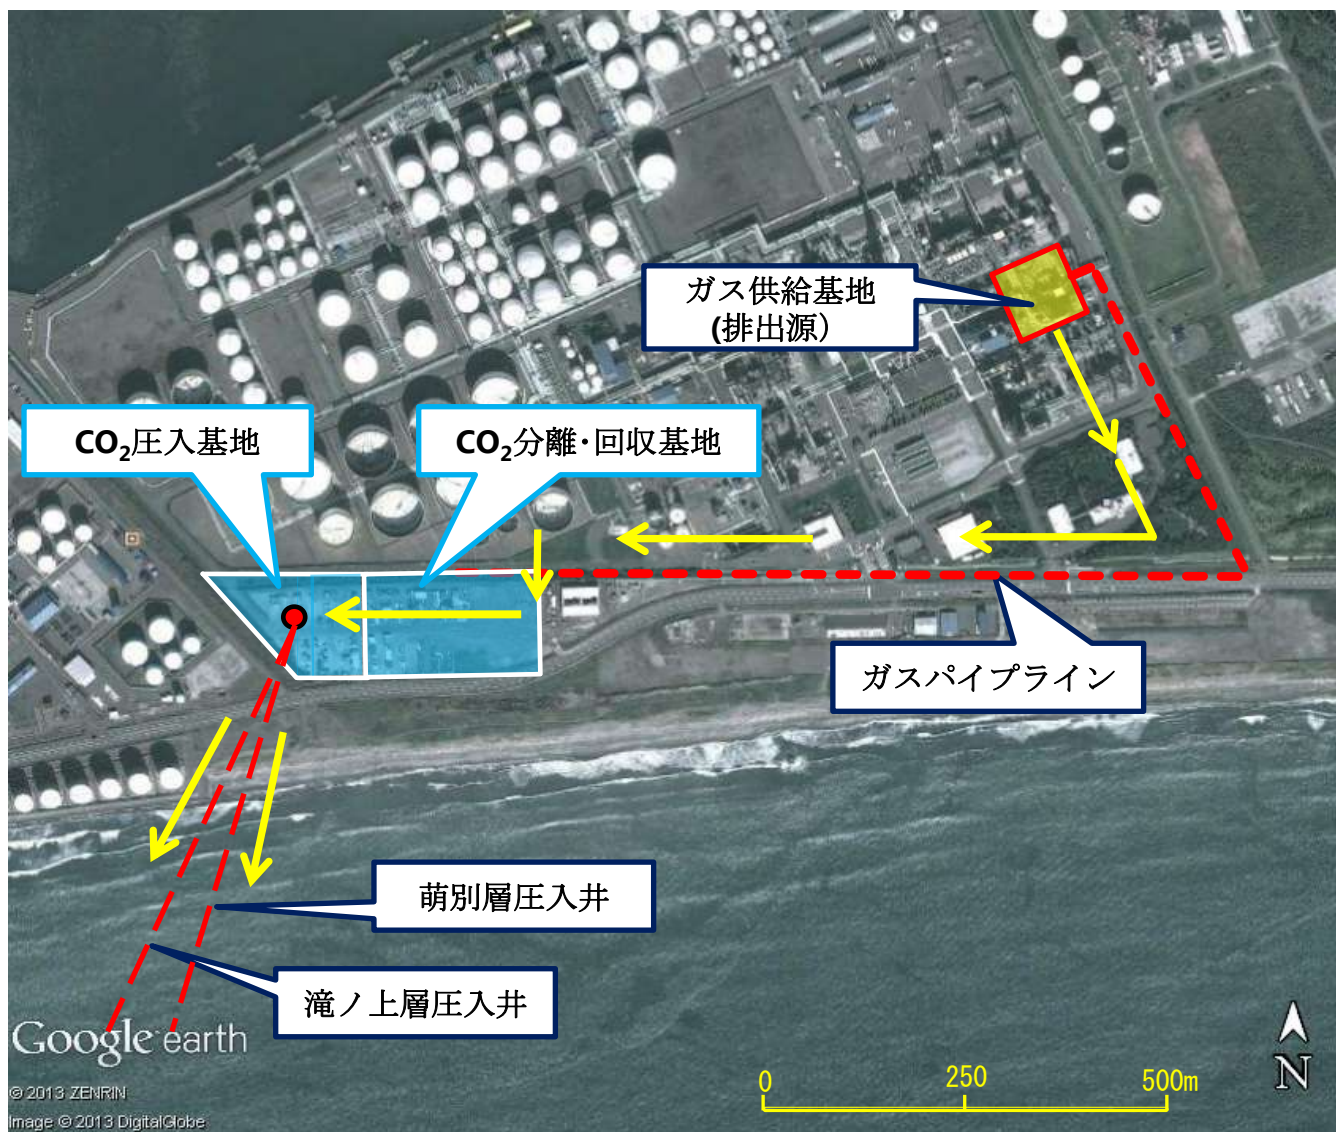 ガス供給基地
(排出源)
CO₂圧入基地
CO₂分離・回収基地
ガスパイプライン
萌別層圧入井
滝ノ上層圧入井
Google earth
© 2013 ZENRIN
Image © 2013 DigitalGlobe
0 250 500m
N